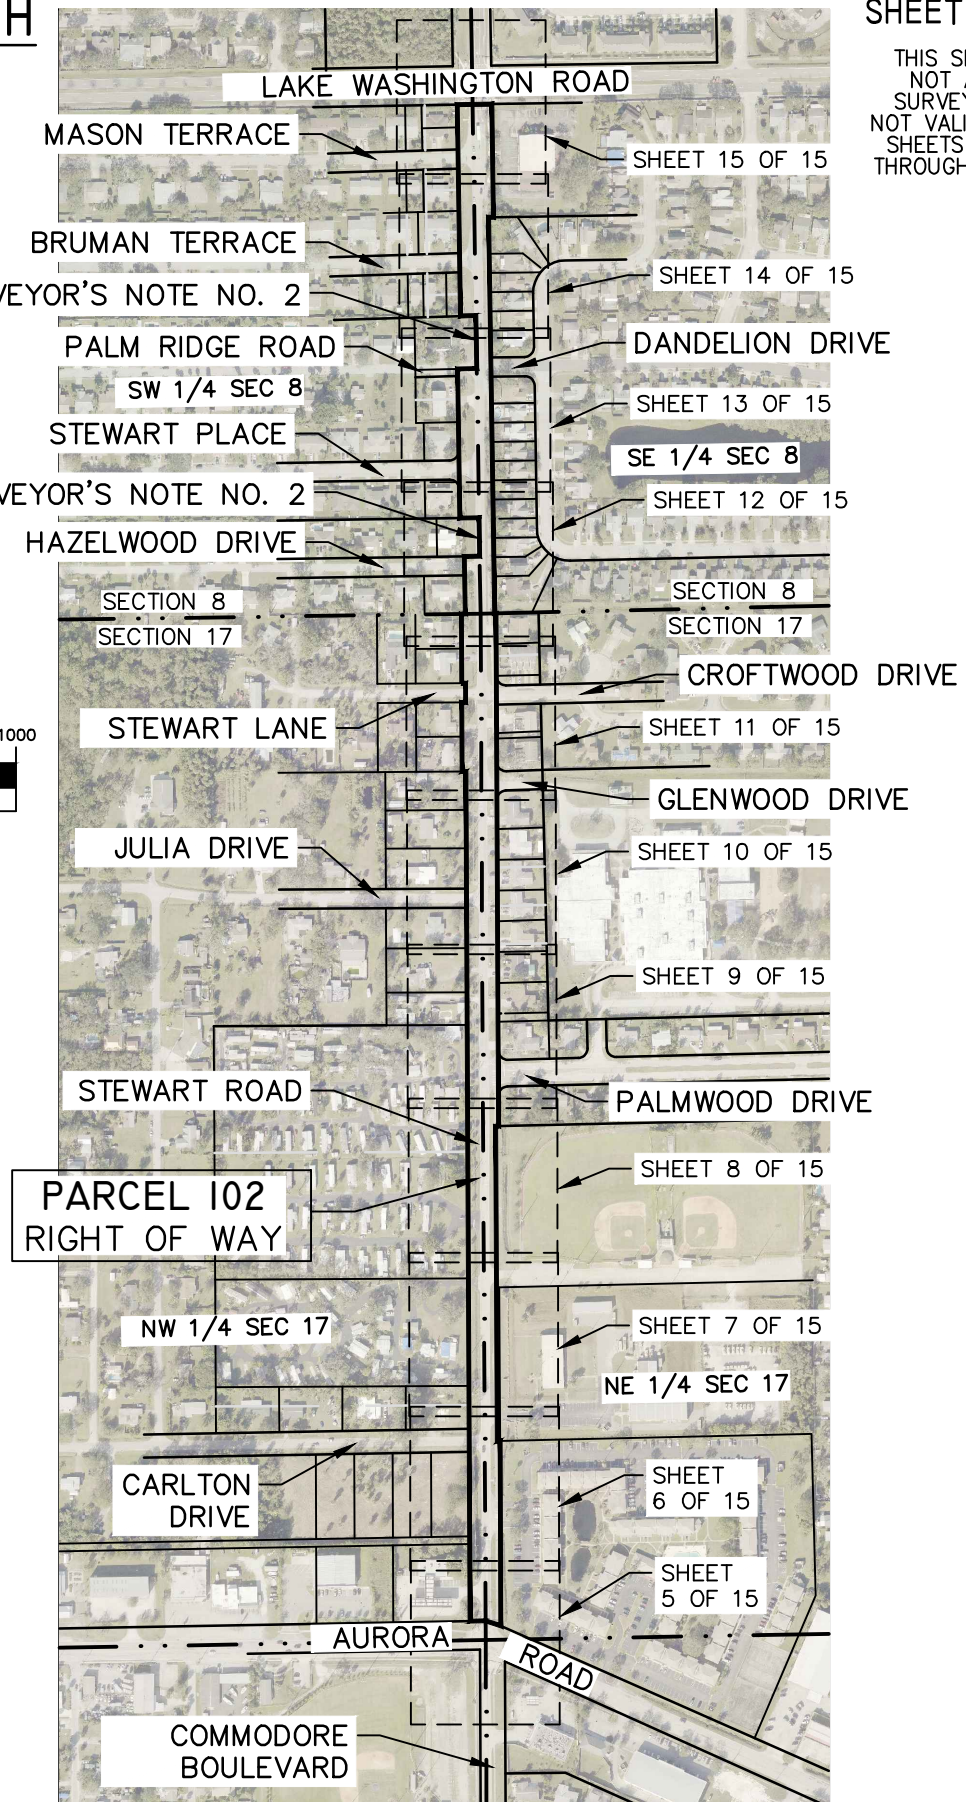 H
SHEET
THIS
NOT
SURVEY
NOT VALI
SHEETS
THROUGH
LAKE WASHINGTON ROAD
MASON TERRACE
SHEET 15 OF 15
BRUMAN TERRACE
SHEET 14 OF 15
VEYOR'S NOTE NO. 2
PALM RIDGE ROAD
DANDELION DRIVE
SW 1/4 SEC 8
SHEET 13 OF 15
STEWART PLACE
SE 1/4 SEC 8
VEYOR'S NOTE NO. 2
SHEET 12 OF 15
HAZELWOOD DRIVE
SECTION 8
SECTION 17
SECTION 8
SECTION 17
CROFTWOOD DRIVE
STEWART LANE
SHEET 11 OF 15
1000
GLENWOOD DRIVE
JULIA DRIVE
SHEET 10 OF 15
SHEET 9 OF 15
STEWART ROAD
PALMWOOD DRIVE
SHEET 8 OF 15
PARCEL 102
RIGHT OF WAY
NW 1/4 SEC 17
SHEET 7 OF 15
NE 1/4 SEC 17
CARLTON
DRIVE
SHEET
6 OF 15
SHEET
5 OF 15
AURORA
ROAD
COMMODORE
BOULEVARD